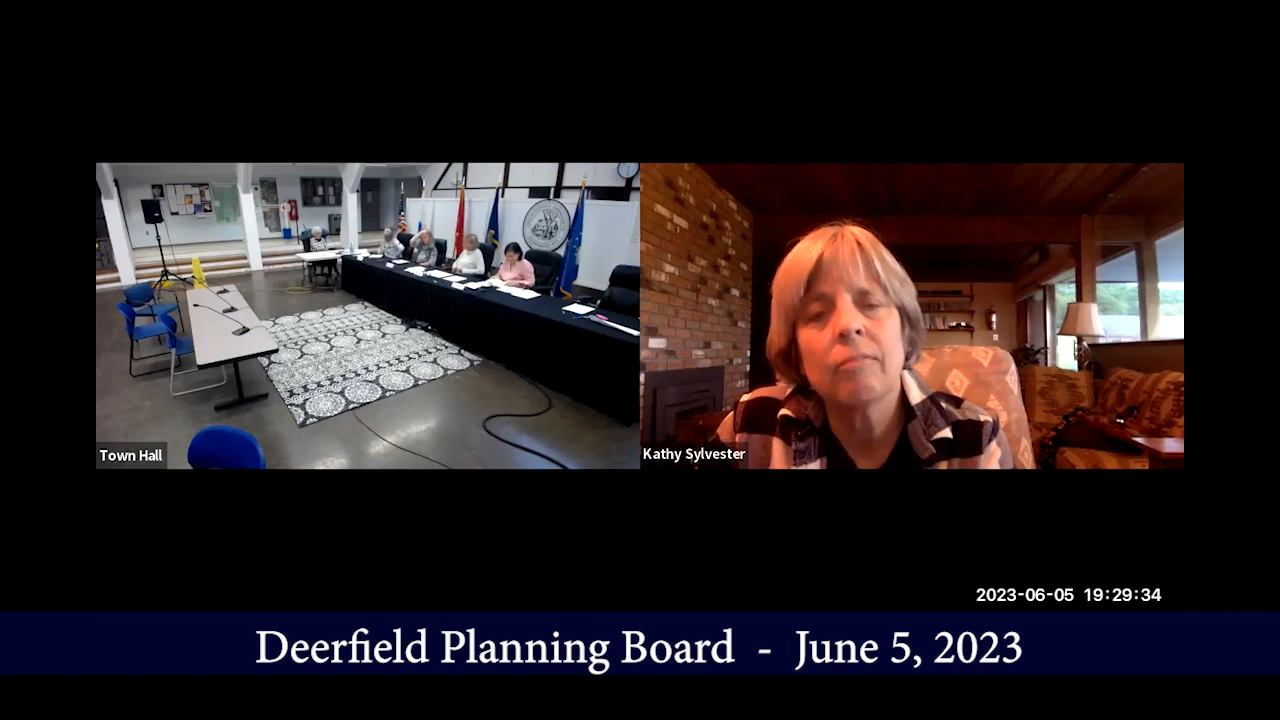 Town Hall
Kathy Sylvester
2023-06-05 19:29:34
Deerfield Planning Board - June 5, 2023